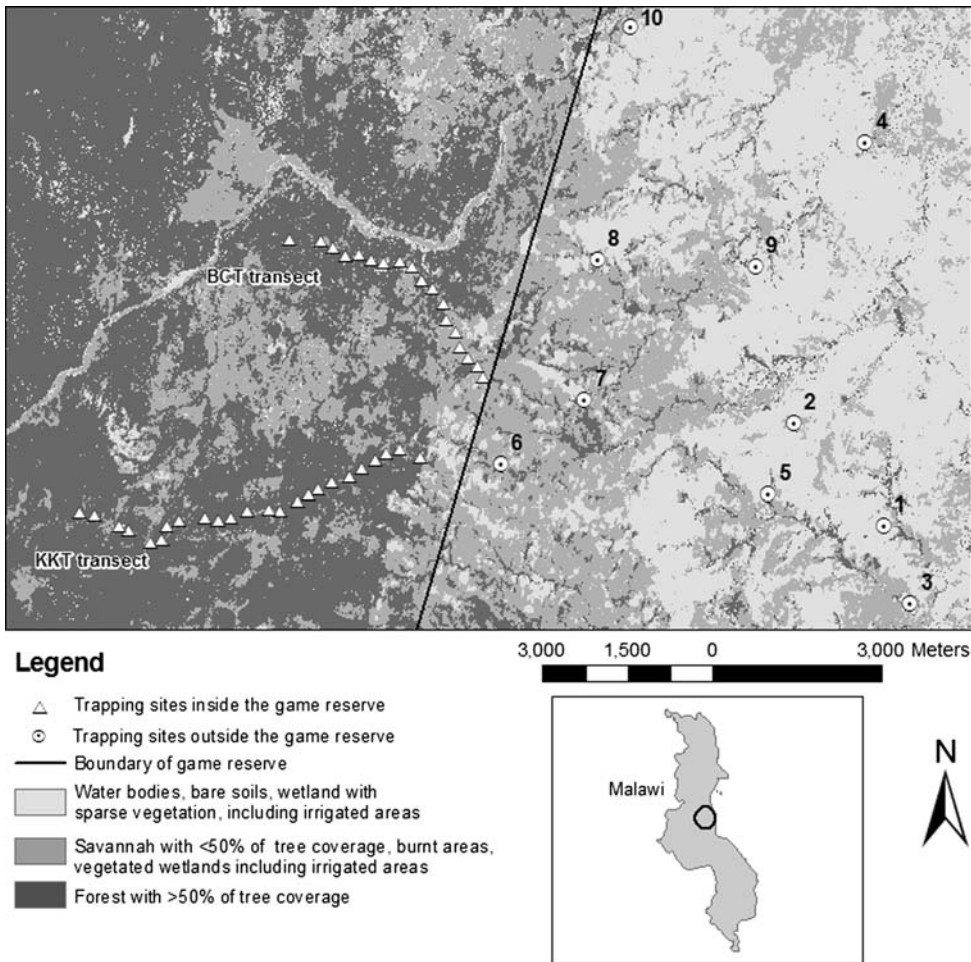 10
4
8
9
BCT transect
7
2
6
5
1
KKT transect
3
Legend
3,000 1,500 0 3,000 Meters
Trapping sites inside the game reserve
Trapping sites outside the game reserve
Boundary of game reserve
Water bodies, bare soils, wetland with
sparse vegetation, including irrigated areas
Savannah with <50% of tree coverage, burnt areas,
vegetated wetlands including irrigated areas
Forest with >50% of tree coverage
Malawi
N